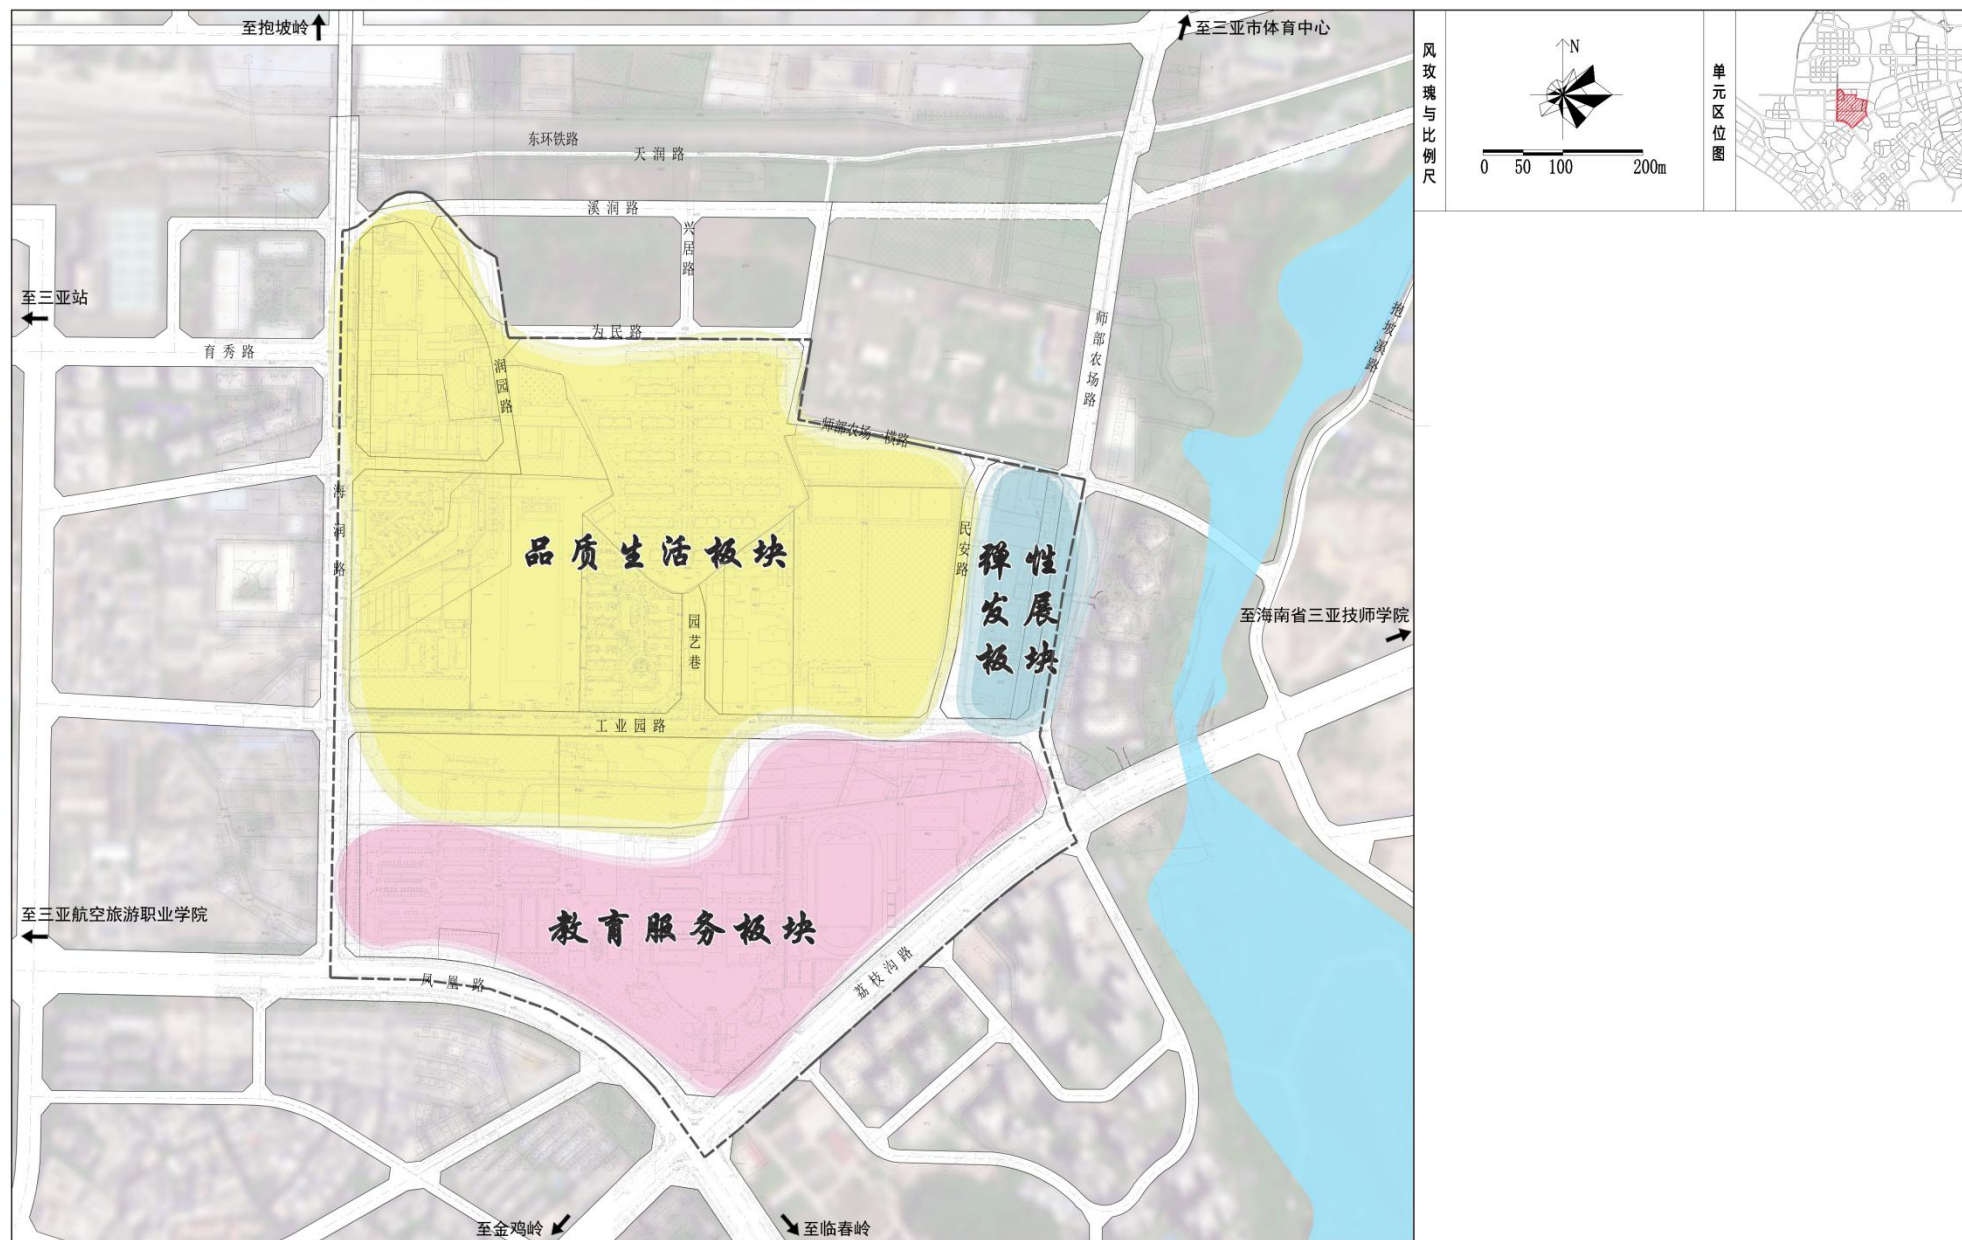 至抱坡岭
至三亚市体育中心
东环铁路
天润路
溪润路
兴居路
至三亚站
为民路
育秀路
润园路
师部农场路
抱坡溪路
师部农场一横路
海润路
品质生活板块
民安路
弹性
发展
板块
至海南省三亚技师学院
园艺巷
工业园路
至三亚航空旅游职业学院
教育服务板块
凤凰路
荔枝沟路
至金鸡岭
至临春岭
风玫瑰与比例尺
N
0 50 100 200m
单元区位图